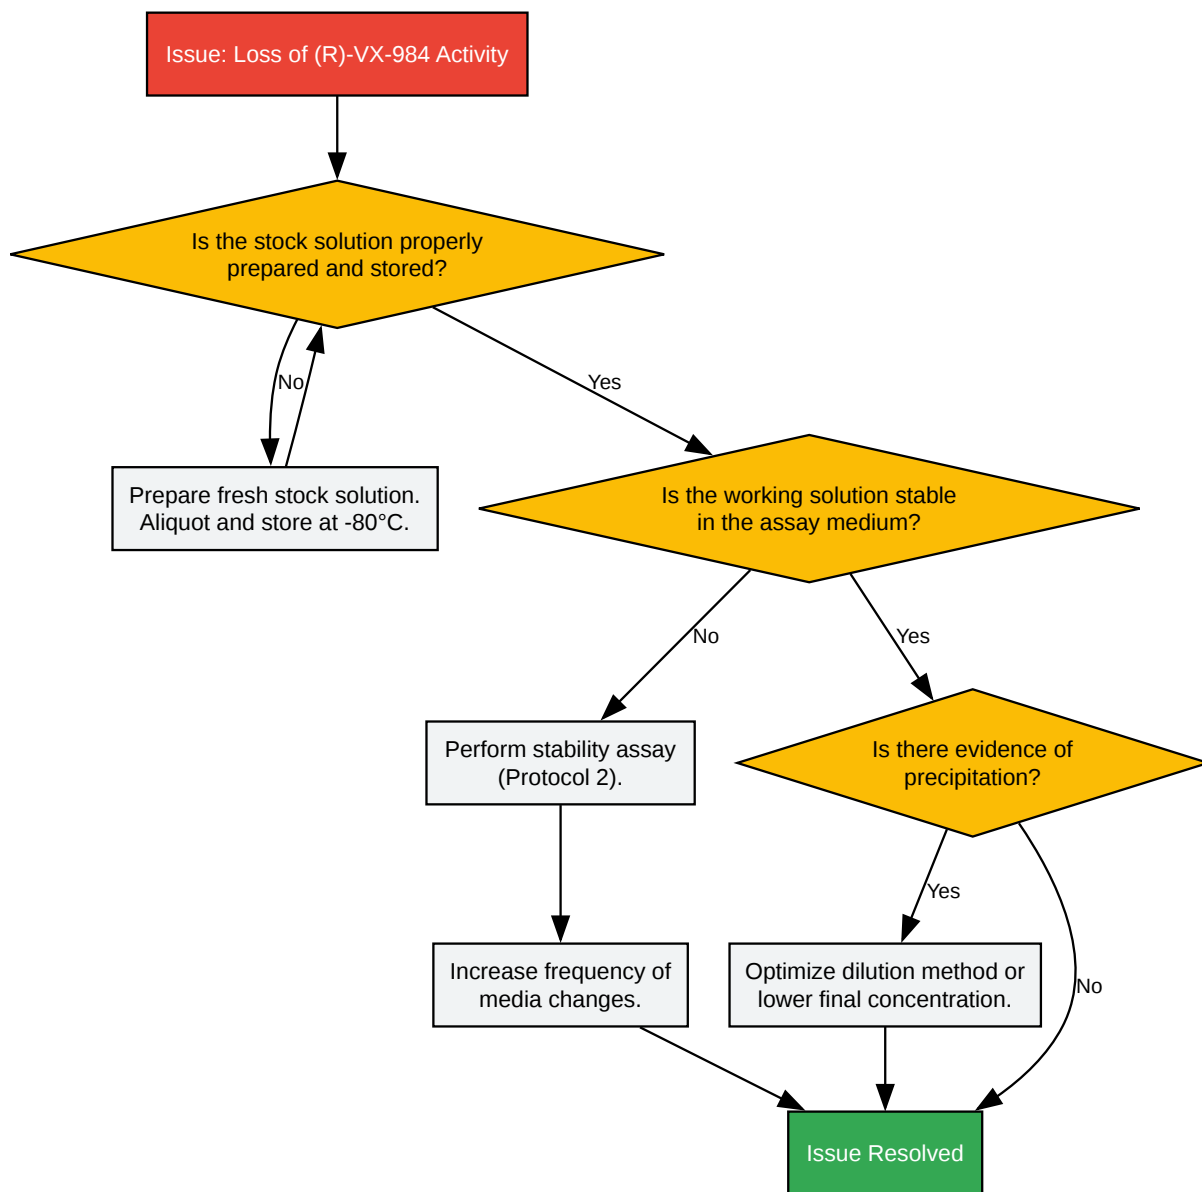 Issue: Loss of (R)-VX-984 Activity
Is the stock solution properly
prepared and stored?
No
Yes
Prepare fresh stock solution.
Aliquot and store at -80°C.
Is the working solution stable
in the assay medium?
No
Yes
Perform stability assay
(Protocol 2).
Is there evidence of
precipitation?
Yes
No
Increase frequency of
media changes.
Optimize dilution method or
lower final concentration.
Issue Resolved